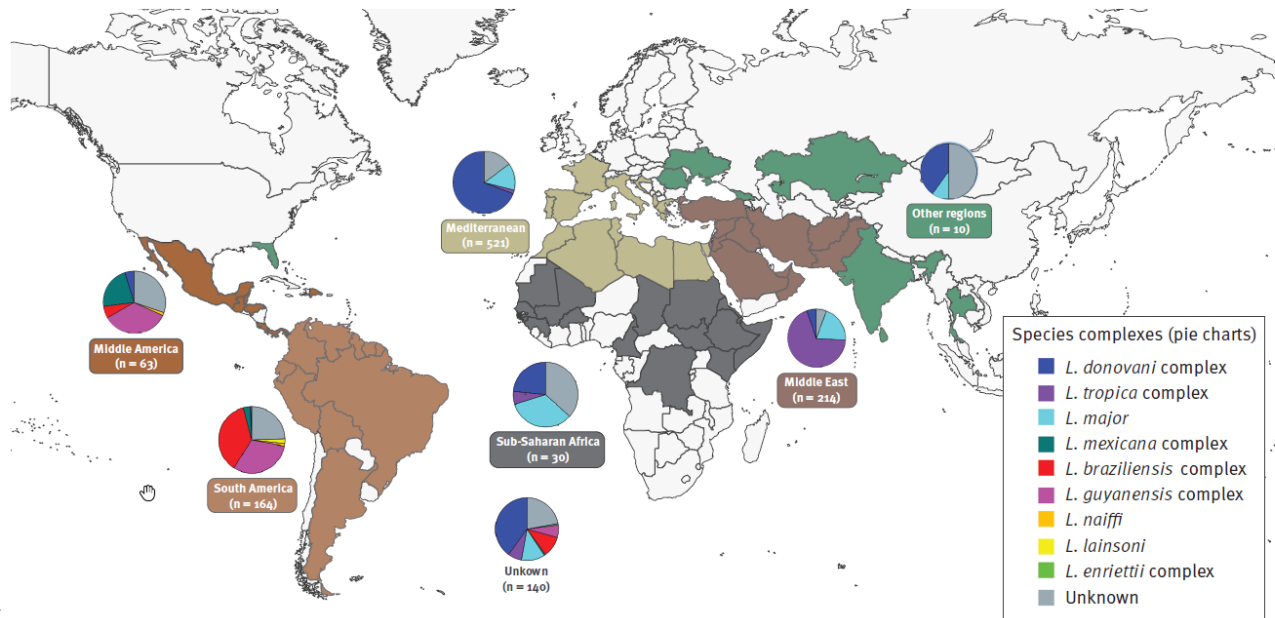 Mediterranean
(n = 521)
Other regions
(n = 10)
Middle America
(n = 63)
Middle East
(n = 214)
Sub-Saharan Africa
(n = 30)
South America
(n = 164)
Unkown
(n = 140)
Species complexes (pie charts)
L. donovani complex
L. tropica complex
L. major
L. mexicana complex
L. braziliensis complex
L. guyanensis complex
L. naiffi
L. lainsoni
L. enriettii complex
Unknown